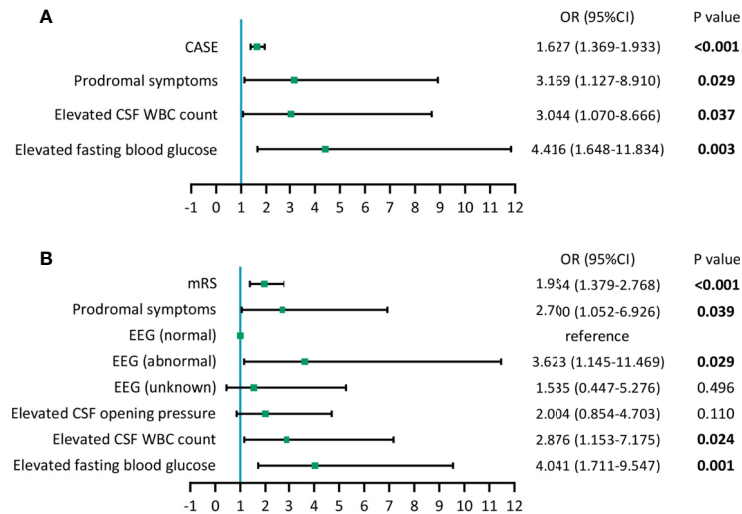 A
OR (95%CI) P value
CASE 1.627 (1.369-1.933) <0.001
Prodromal symptoms 3.169 (1.127-8.910) 0.029
Elevated CSF WBC count 3.044 (1.070-8.666) 0.037
Elevated fasting blood glucose 4.416 (1.648-11.834) 0.003
-1 0 1 2 3 4 5 6 7 8 9 10 11 12
B
OR (95%CI) P value
mRS 1.954 (1.379-2.768) <0.001
Prodromal symptoms 2.700 (1.052-6.926) 0.039
EEG (normal) reference
EEG (abnormal) 3.623 (1.145-11.469) 0.029
EEG (unknown) 1.535 (0.447-5.276) 0.496
Elevated CSF opening pressure 2.004 (0.854-4.703) 0.110
Elevated CSF WBC count 2.876 (1.153-7.175) 0.024
Elevated fasting blood glucose 4.041 (1.711-9.547) 0.001
-1 0 1 2 3 4 5 6 7 8 9 10 11 12